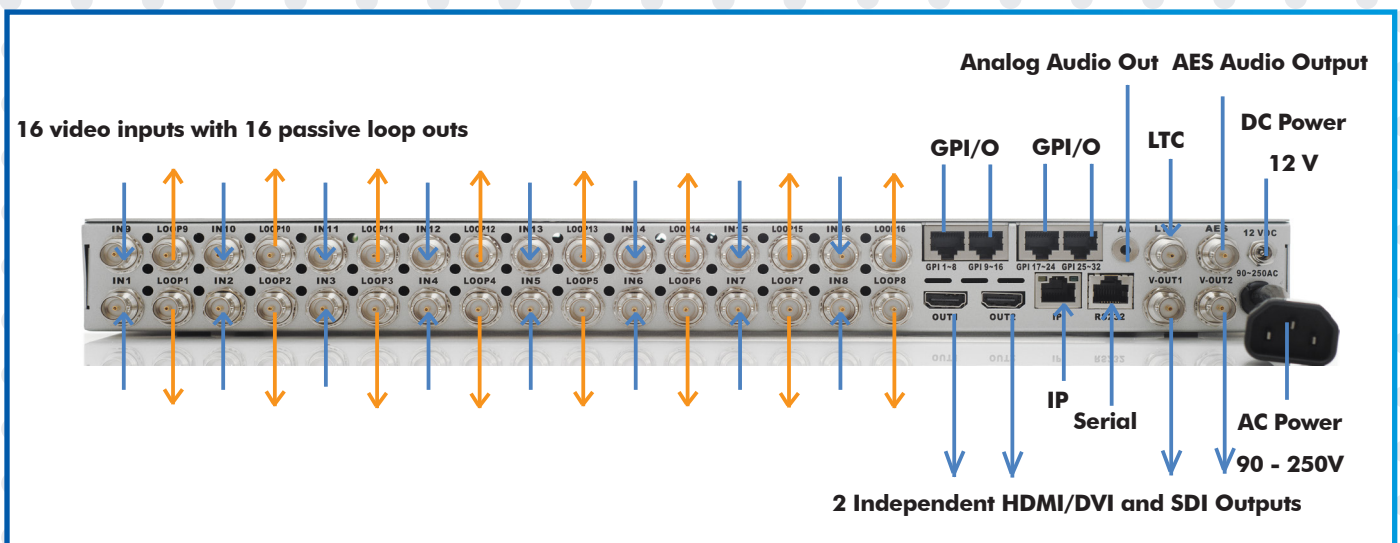 Analog Audio Out AES Audio Output
16 video inputs with 16 passive loop outs
DC Power
12 V
GPI/O GPI/O LTC
IN9 LOOP9 IN10 LOOP10 IN11 LOOP11 IN12 LOOP12 IN13 LOOP13 IN14 LOOP14 IN15 LOOP15 IN16 LOOP16
AA LTC AES 12 VDC
GPI 1~8 GPI 9~16 GPI 17~24 GPI 25~32
90~250AC
IN1 LOOP1 IN2 LOOP2 IN3 LOOP3 IN4 LOOP4 IN5 LOOP5 IN6 LOOP6 IN7 LOOP7 IN8 LOOP8
V-OUT1 V-OUT2
OUT1 OUT2 IP RS232
IP
Serial
AC Power
90 - 250V
2 Independent HDMI/DVI and SDI Outputs